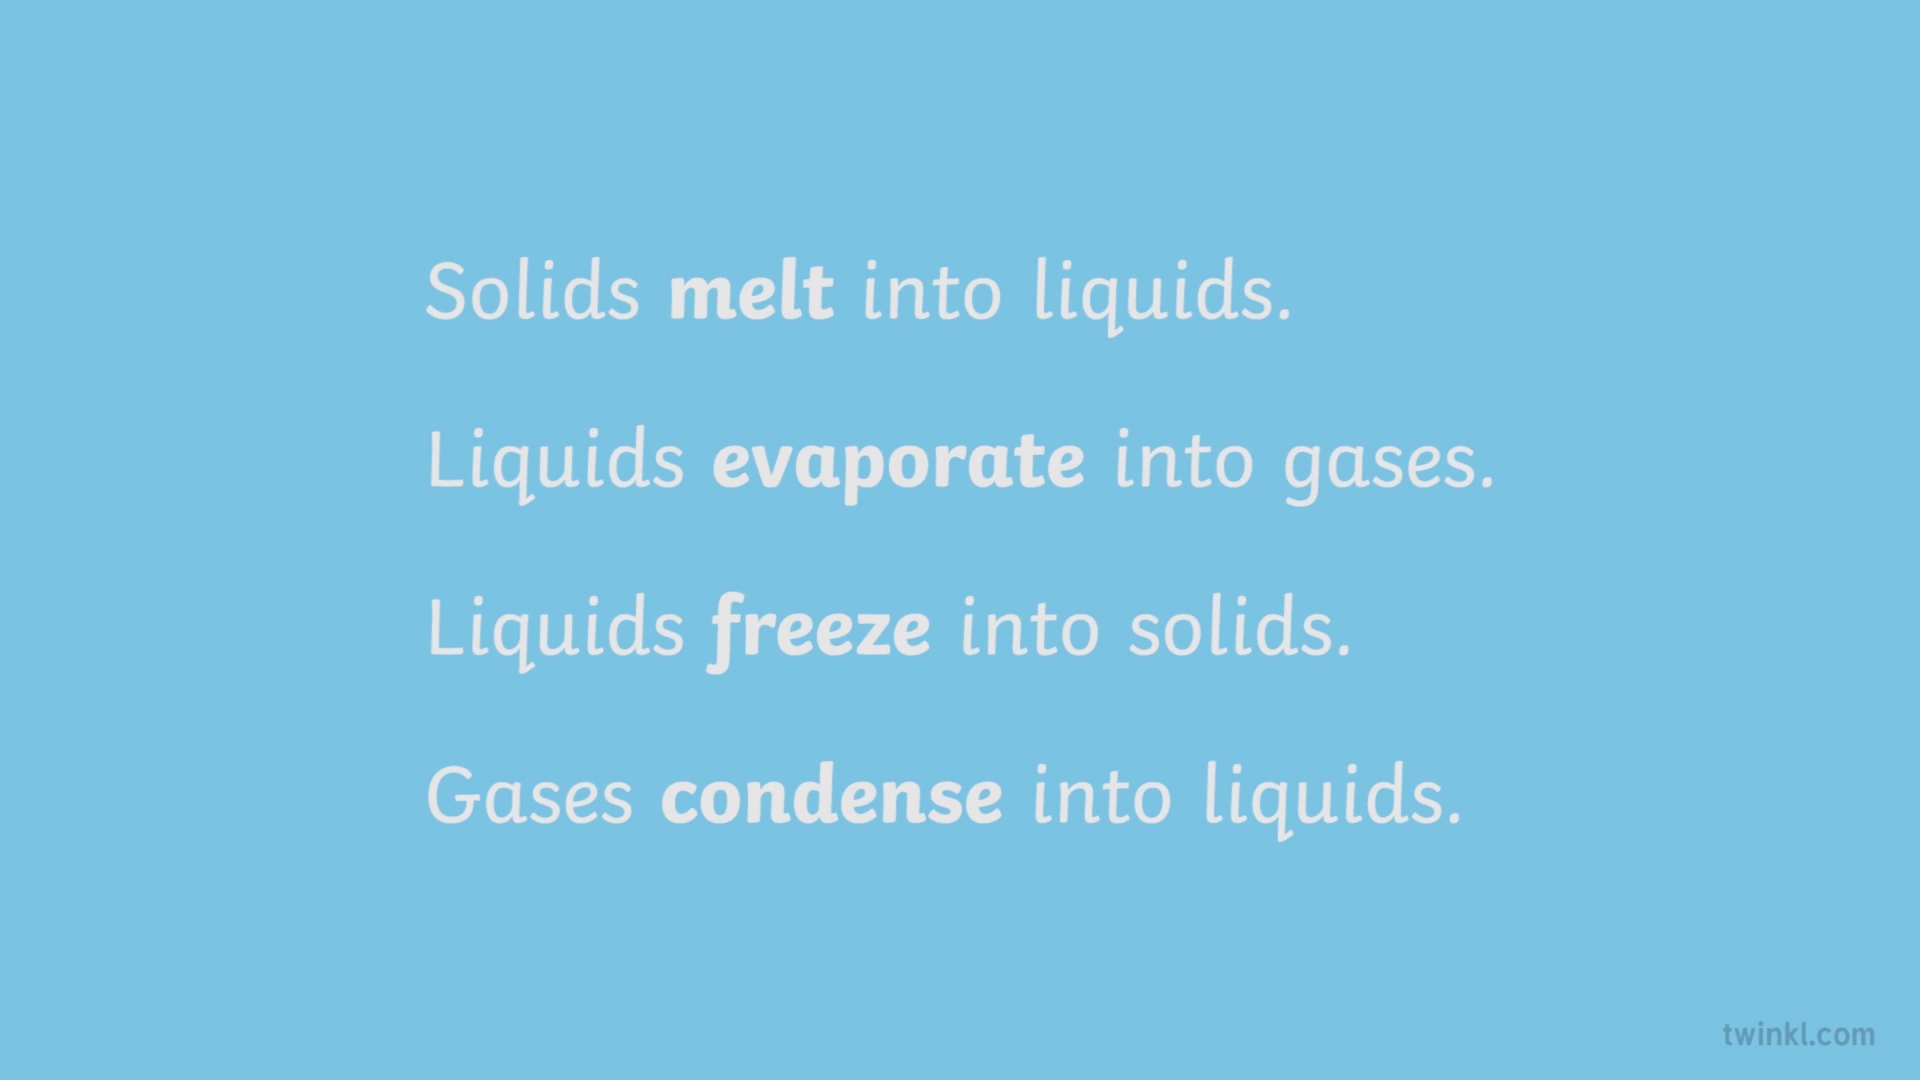 Solids melt into liquids.
Liquids evaporate into gases.
Liquids freeze into solids.
Gases condense into liquids.
twinkl.com